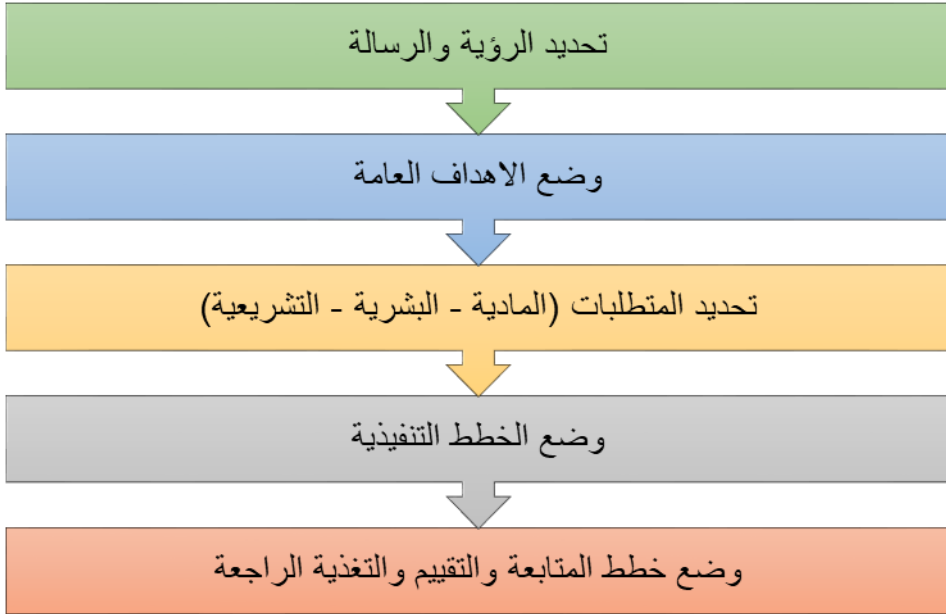 تحديد الرؤية والرسالة
وضع الاهداف العامة
تحديد المتطلبات (المادية - البشرية - التشريعية)
وضع الخطط التنفيذية
وضع خطط المتابعة والتقييم والتغذية الراجعة